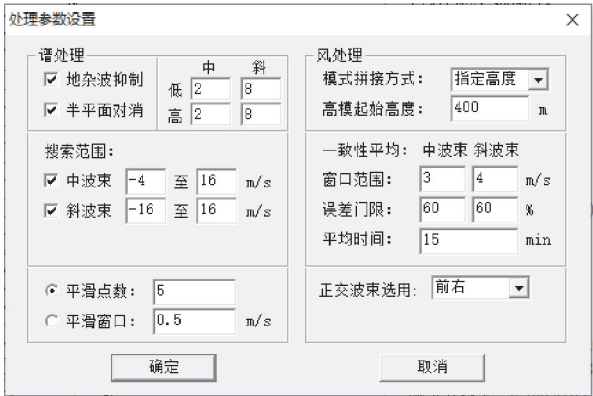 处理参数设置
谱处理
中 斜
地杂波抑制 低 2 8
半平面对消 高 2 8
搜索范围:
中波束 -4 至 16 m/s
斜波束 -16 至 16 m/s
平滑点数: 5
平滑窗口: 0.5 m/s
风处理
模式拼接方式: 指定高度
高模起始高度: 400 m
一致性平均: 中波束 斜波束
窗口范围: 3 4 m/s
误差门限: 60 60 %
平均时间: 15 min
正交波束选用: 前右
确定
取消